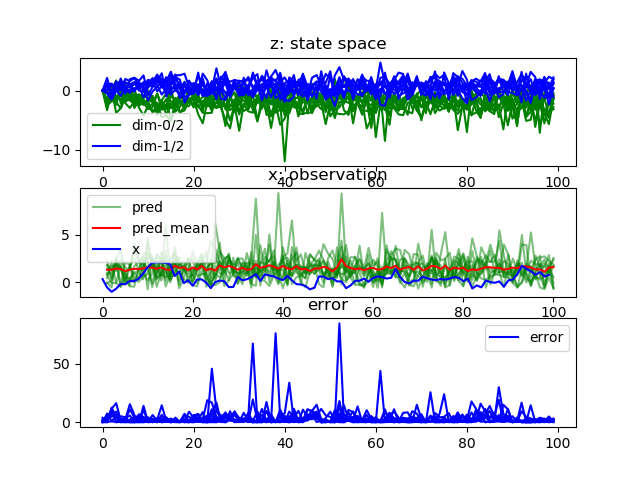 z: state space
0
−10
dim-0/2
dim-1/2
0 20 40 60 80 100
x: observation
5
0
pred
pred_mean
x
0 20 40 60 80 100
error
50
0
error
0 20 40 60 80 100